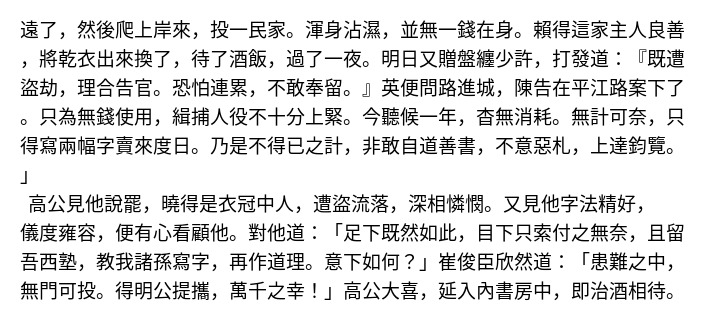 遠了，然後爬上岸來，投一民家。渾身沾濕，並無一錢在身。賴得這家主人良善
，將乾衣出來換了，待了酒飯，過了一夜。明日又贈盤纏少許，打發道：『既遭
盜劫，理合告官。恐怕連累，不敢奉留。』英便問路進城，陳告在平江路案下了
。只為無錢使用，緝捕人役不十分上緊。今聽候一年，杳無消耗。無計可奈，只
得寫兩幅字賣來度日。乃是不得已之計，非敢自道善書，不意惡札，上達鈞覽。
」
高公見他說罷，曉得是衣冠中人，遭盜流落，深相憐憫。又見他字法精好，
儀度雍容，便有心看顧他。對他道：「足下既然如此，目下只索付之無奈，且留
吾西塾，教我諸孫寫字，再作道理。意下如何？」崔俊臣欣然道：「患難之中，
無門可投。得明公提攜，萬千之幸！」高公大喜，延入內書房中，即治酒相待。